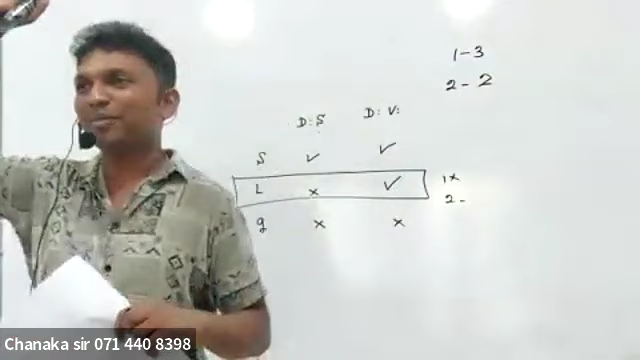 1-3
2-2
D:S D:V:
S ✓ ✓
L × ✓
1×
2-
g × ×
Chanaka sir 071 440 8398